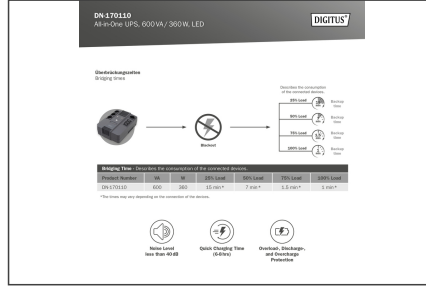 DN-170110
All-in-One UPS, 600 VA / 360 W, LED
DIGITUS®
Überbrückungszeiten
Bridging times
Describes the consumption
of the connected devices.
25% Load
Backup
time
50% Load
Backup
time
75% Load
Backup
time
100% Load
Backup
time
Blackout
Bridging Time - Describes the consumption of the connected devices.
Product Number VA W 25% Load 50% Load 75% Load 100% Load
DN-170110 600 360 15 min * 7 min * 1.5 min * 1 min *
*The times may vary depending on the connection of the devices.
Noise Level
less than 40 dB
Quick Charging Time
(6-8 hrs)
Overload-, Discharge-,
and Overcharge
Protection